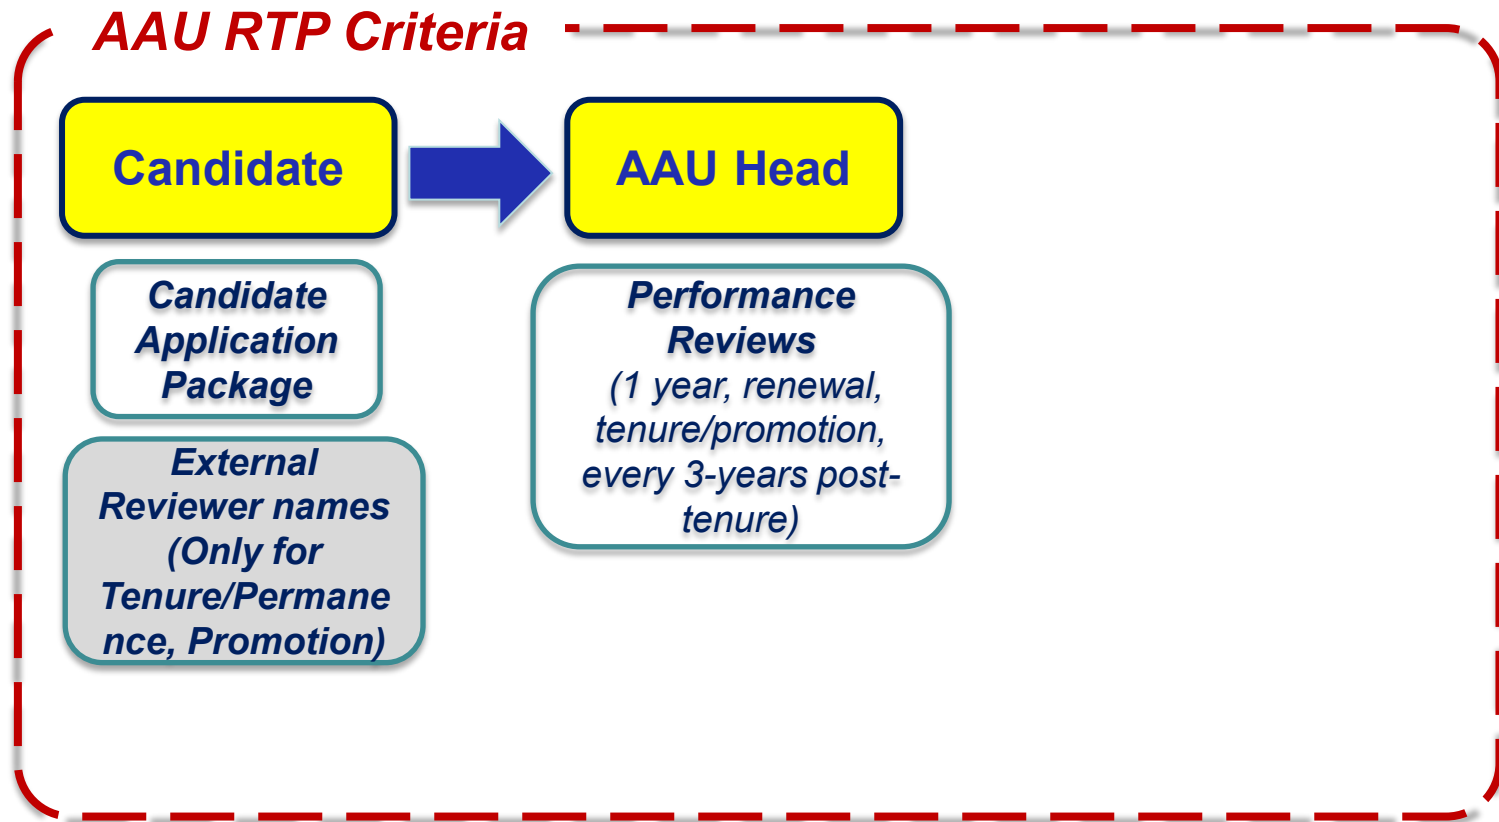 AAU RTP Criteria
Candidate
AAU Head
Candidate
Application
Package
External
Reviewer names
(Only for
Tenure/Permane
nce, Promotion)
Performance
Reviews
(1 year, renewal,
tenure/promotion,
every 3-years post-
tenure)